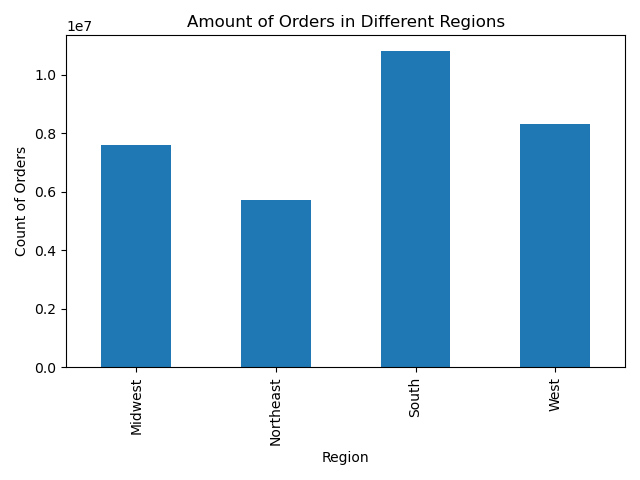 Amount of Orders in Different Regions
1e7
1.0
0.8
0.6
0.4
0.2
0.0
Count of Orders
Midwest
Northeast
South
West
Region